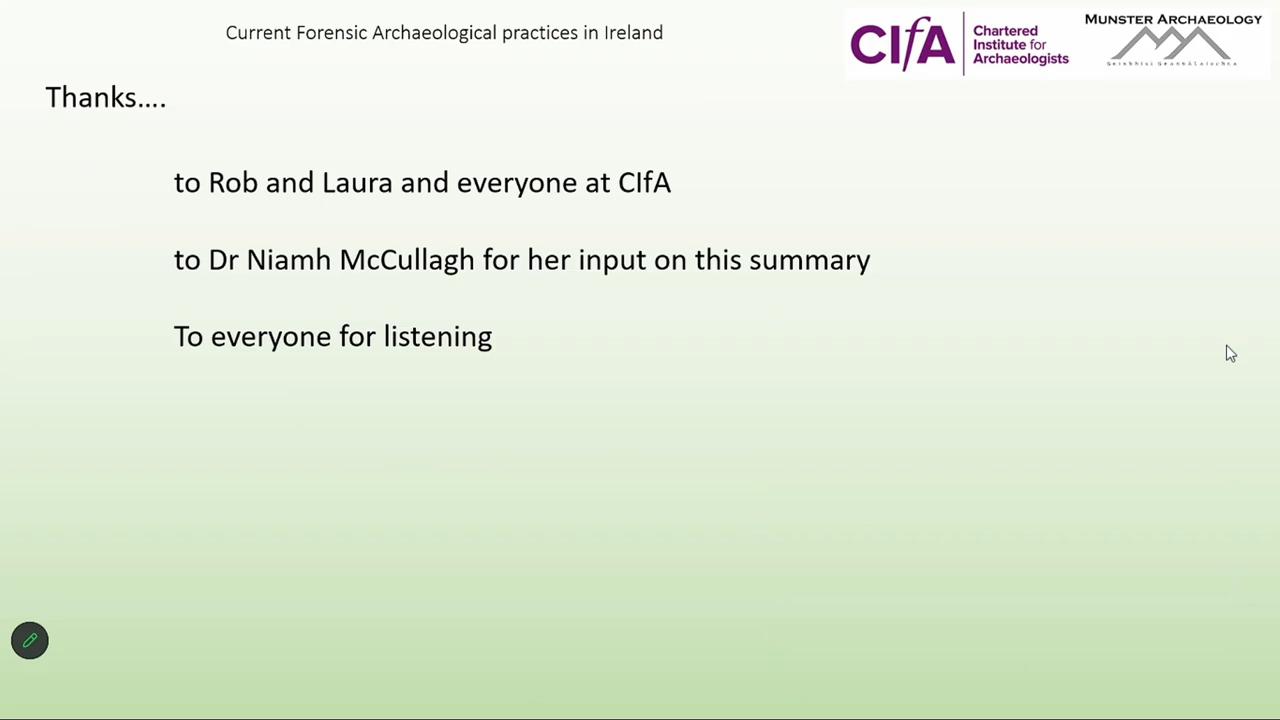 Current Forensic Archaeological practices in Ireland
CIfA
Chartered
Institute for
Archaeologists
MUNSTER ARCHAEOLOGY
Thanks....
to Rob and Laura and everyone at CIfA
to Dr Niamh McCullagh for her input on this summary
To everyone for listening